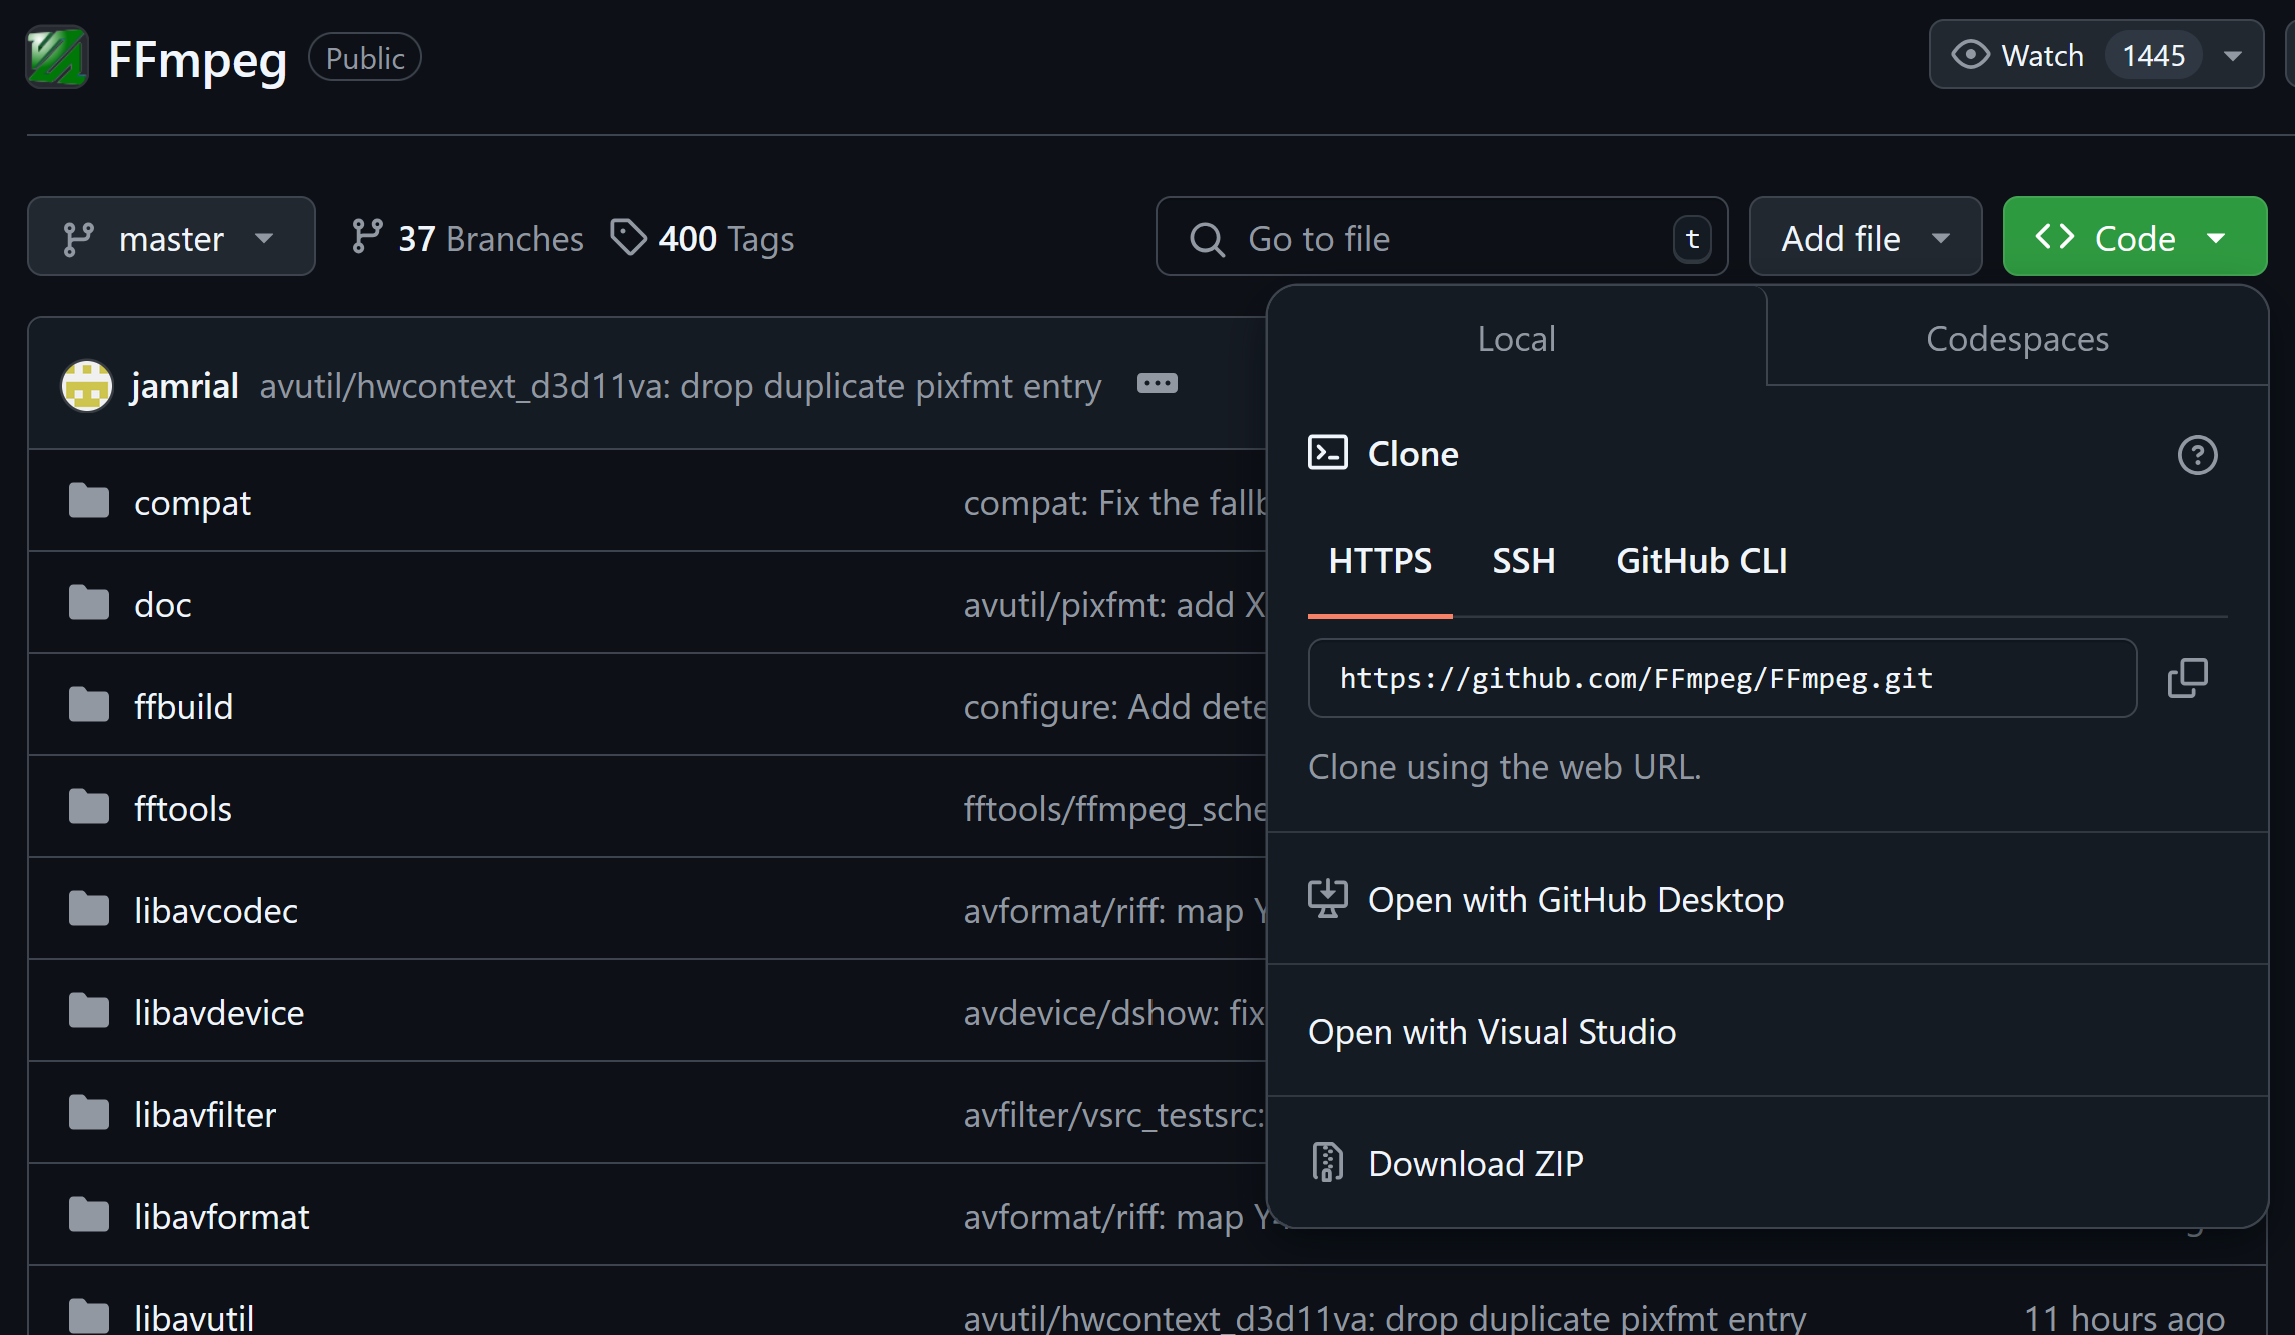 FFmpeg Public Watch 1445
master 37 Branches 400 Tags Go to file t Add file Code
Local Codespaces
jamrial avutil/hwcontext_d3d11va: drop duplicate pixfmt entry
Clone
compat compat: Fix the fallb
HTTPS SSH GitHub CLI
doc avutil/pixfmt: add X
https://github.com/FFmpeg/FFmpeg.git
ffbuild configure: Add dete
Clone using the web URL.
fftools fftools/ffmpeg_sche
Open with GitHub Desktop
libavcodec avformat/riff: map Y
libavdevice avdevice/dshow: fix
Open with Visual Studio
libavfilter avfilter/vsrc_testsrc:
Download ZIP
libavformat avformat/riff: map Y4
libavutil avutil/hwcontext_d3d11va: drop duplicate pixfmt entry 11 hours ago